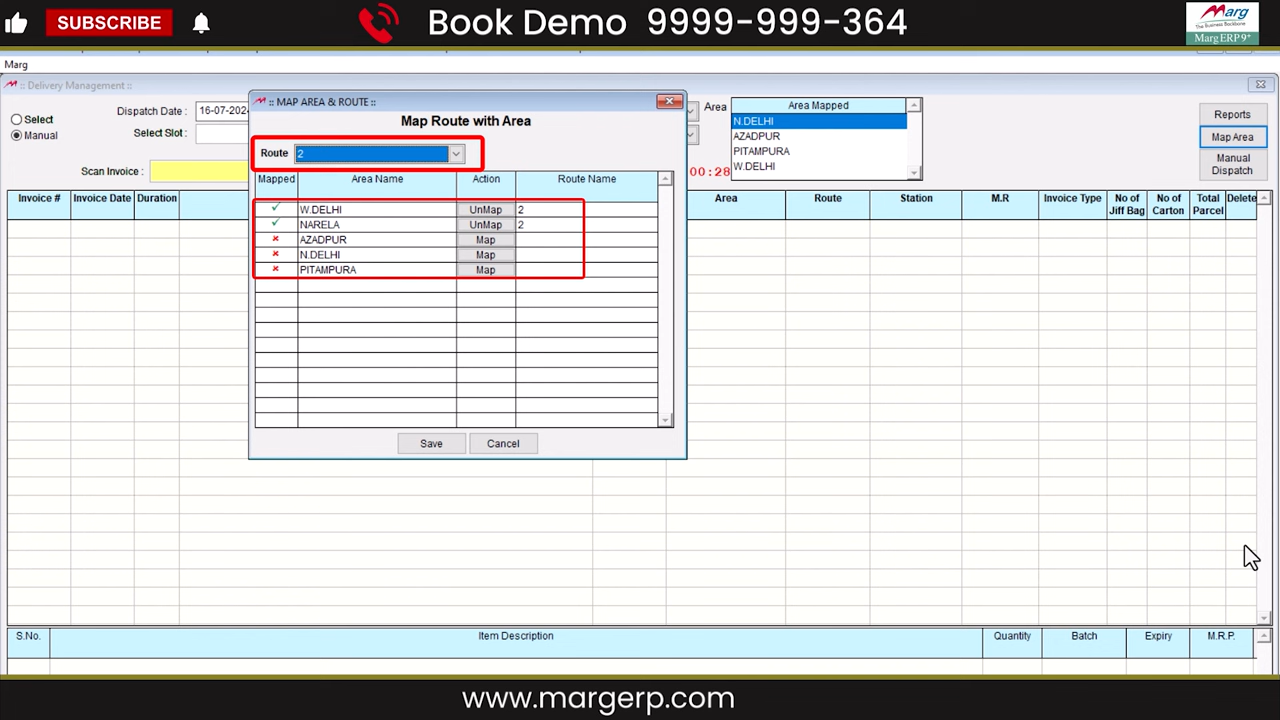 SUBSCRIBE
Book Demo 9999-999-364
Marg
The Business Backbone
MargERP9+
Marg
:: Delivery Management ::
Select
Manual
Dispatch Date : 16-07-2024
Select Slot :
Scan Invoice :
Area
Area Mapped
N.DELHI
AZADPUR
PITAMPURA
W.DELHI
00:28
Reports
Map Area
Manual
Dispatch
Invoice # Invoice Date Duration Area Route Station M.R Invoice Type No of Jiff Bag No of Carton Total Parcel Delete
:: MAP AREA & ROUTE ::
Map Route with Area
Route 2
Mapped Area Name Action Route Name
W.DELHI UnMap 2
NARELA UnMap 2
AZADPUR Map
N.DELHI Map
PITAMPURA Map
Save Cancel
S.No. Item Description Quantity Batch Expiry M.R.P.
www.margerp.com